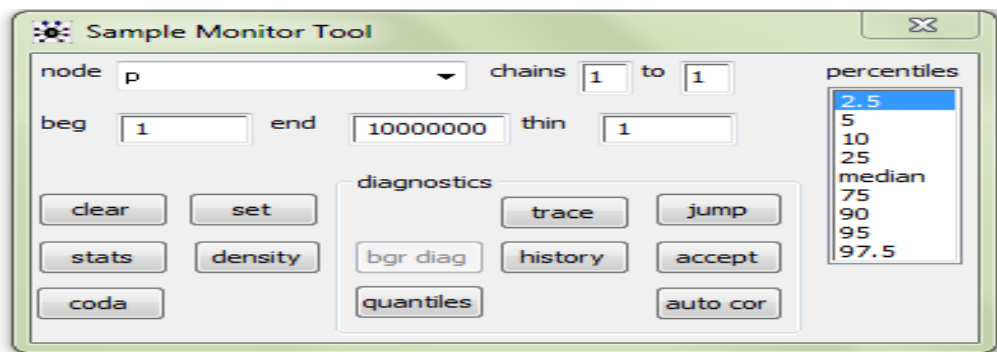 Sample Monitor Tool
node p chains 1 to 1 percentiles
beg 1 end 10000000 thin 1
2.5
5
10
25
median
75
90
95
97.5
diagnostics
clear set trace jump
stats density bgr diag history accept
coda quantiles auto cor